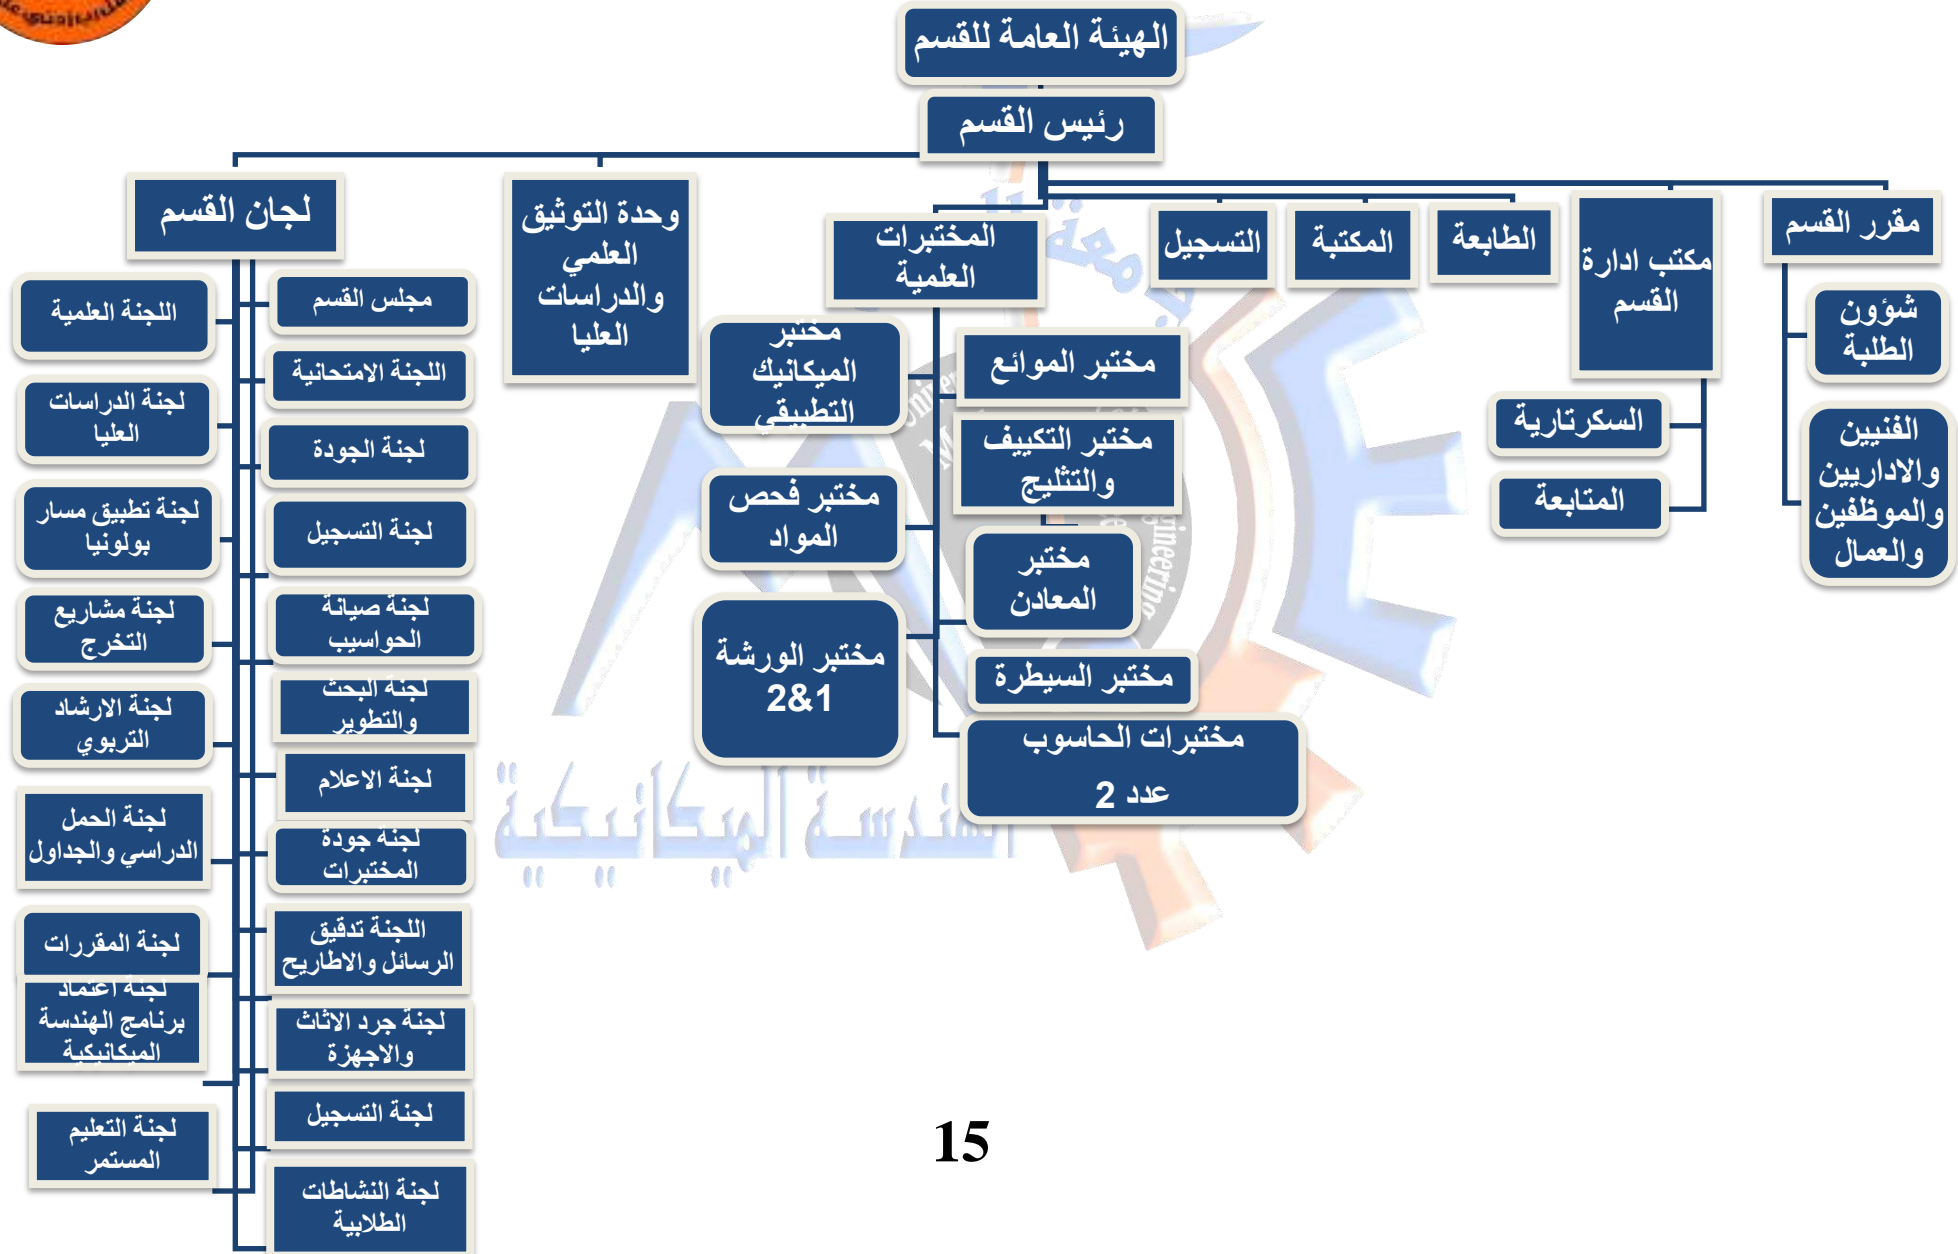 الهيئة العامة للقسم
رئيس القسم
مقرر القسم
شؤون
الطلبة
الفنيين
والاداريين
والموظفين
والعمال
مكتب ادارة
القسم
السكرتارية
المتابعة
الطابعة
المكتبة
التسجيل
المختبرات
العلمية
مختبر الموائع
مختبر التكييف
والتثليج
مختبر
المعادن
مختبر السيطرة
مختبرات الحاسوب
عدد 2
مختبر
الميكانيك
التطبيقي
مختبر فحص
المواد
مختبر الورشة
2&1
وحدة التوثيق
العلمي
والدراسات
العليا
لجان القسم
مجلس القسم
اللجنة الامتحانية
لجنة الجودة
لجنة التسجيل
لجنة صيانة
الحواسيب
لجنة البحث
والتطوير
لجنة الاعلام
لجنة جودة
المختبرات
اللجنة تدقيق
الرسائل والاطاريح
لجنة جرد الاثاث
والاجهزة
لجنة التسجيل
لجنة النشاطات
الطلابية
اللجنة العلمية
لجنة الدراسات
العليا
لجنة تطبيق مسار
بولونيا
لجنة مشاريع
التخرج
لجنة الارشاد
التربوي
لجنة الحمل
الدراسي والجداول
لجنة المقررات
لجنة اعتماد
برنامج الهندسة
الميكانيكية
لجنة التعليم
المستمر
الهندسة الميكانيكية
15